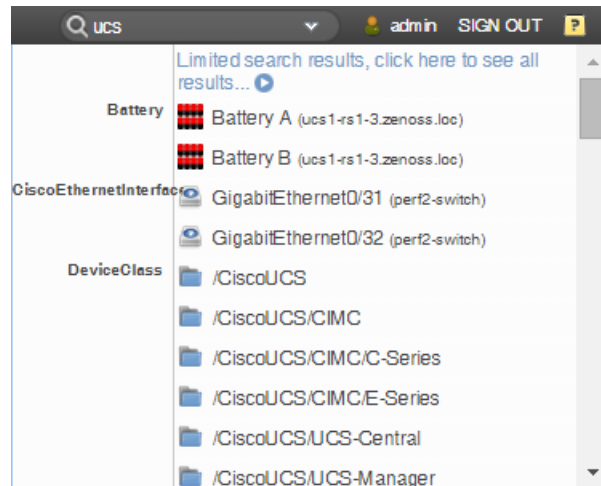 ucs admin SIGN OUT ?
Limited search results, click here to see all
results...
Battery Battery A (ucs1-rs1-3.zenoss.loc)
Battery B (ucs1-rs1-3.zenoss.loc)
CiscoEthernetInterface GigabitEthernet0/31 (perf2-switch)
GigabitEthernet0/32 (perf2-switch)
DeviceClass /CiscoUCS
/CiscoUCS/CIMC
/CiscoUCS/CIMC/C-Series
/CiscoUCS/CIMC/E-Series
/CiscoUCS/UCS-Central
/CiscoUCS/UCS-Manager